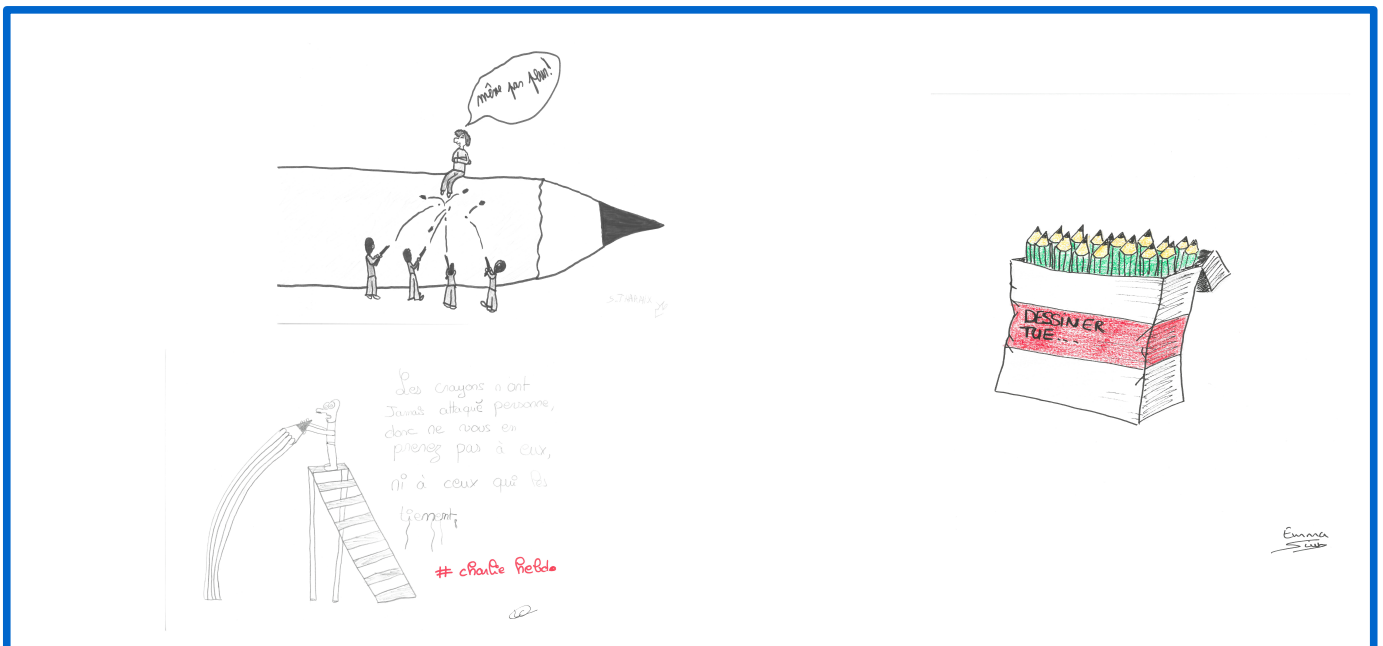 même pas peur!
Les crayons n'ont
Jamais attaqué personne,
donc ne vous en
prenez pas à eux,
ni à ceux qui les
tiennent,
# charlie hebdo
DESSINER
TUE...
Emma